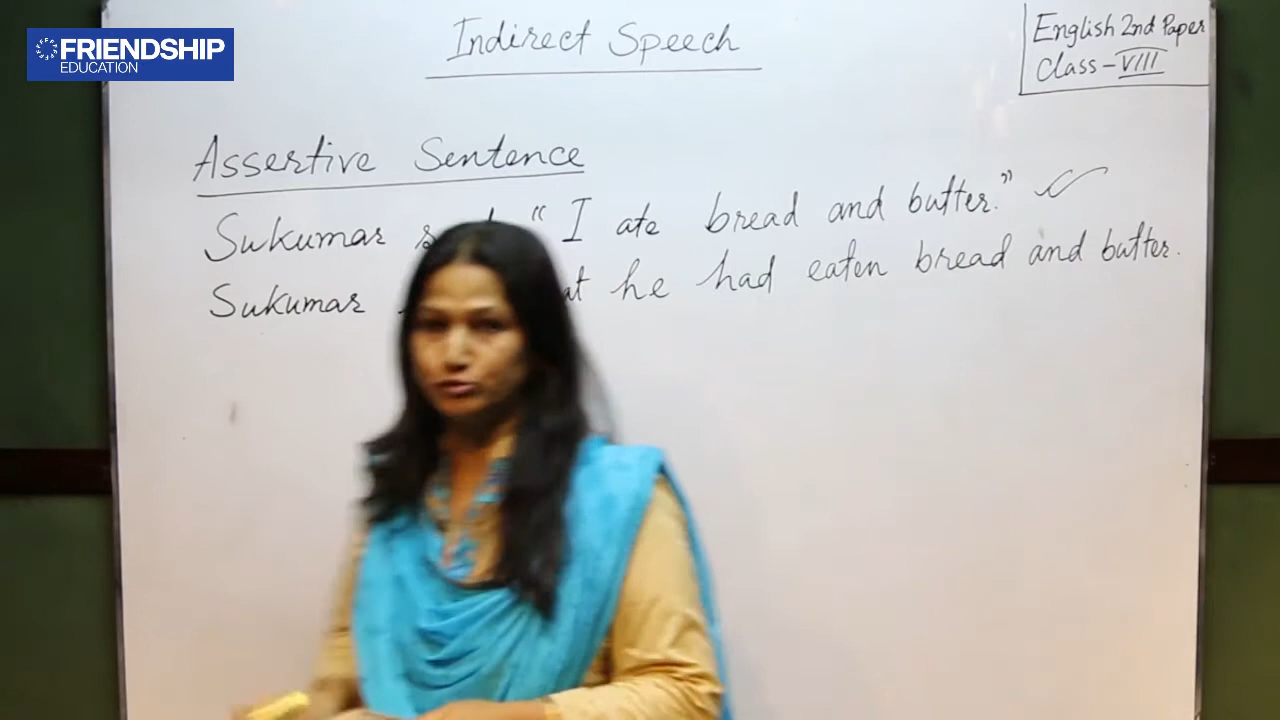 FRIENDSHIP
EDUCATION
Indirect Speech
English 2nd Paper
Class - VIII
Assertive Sentence
Sukumar “ I ate bread and butter.”
Sukumar he had eaten bread and butter.